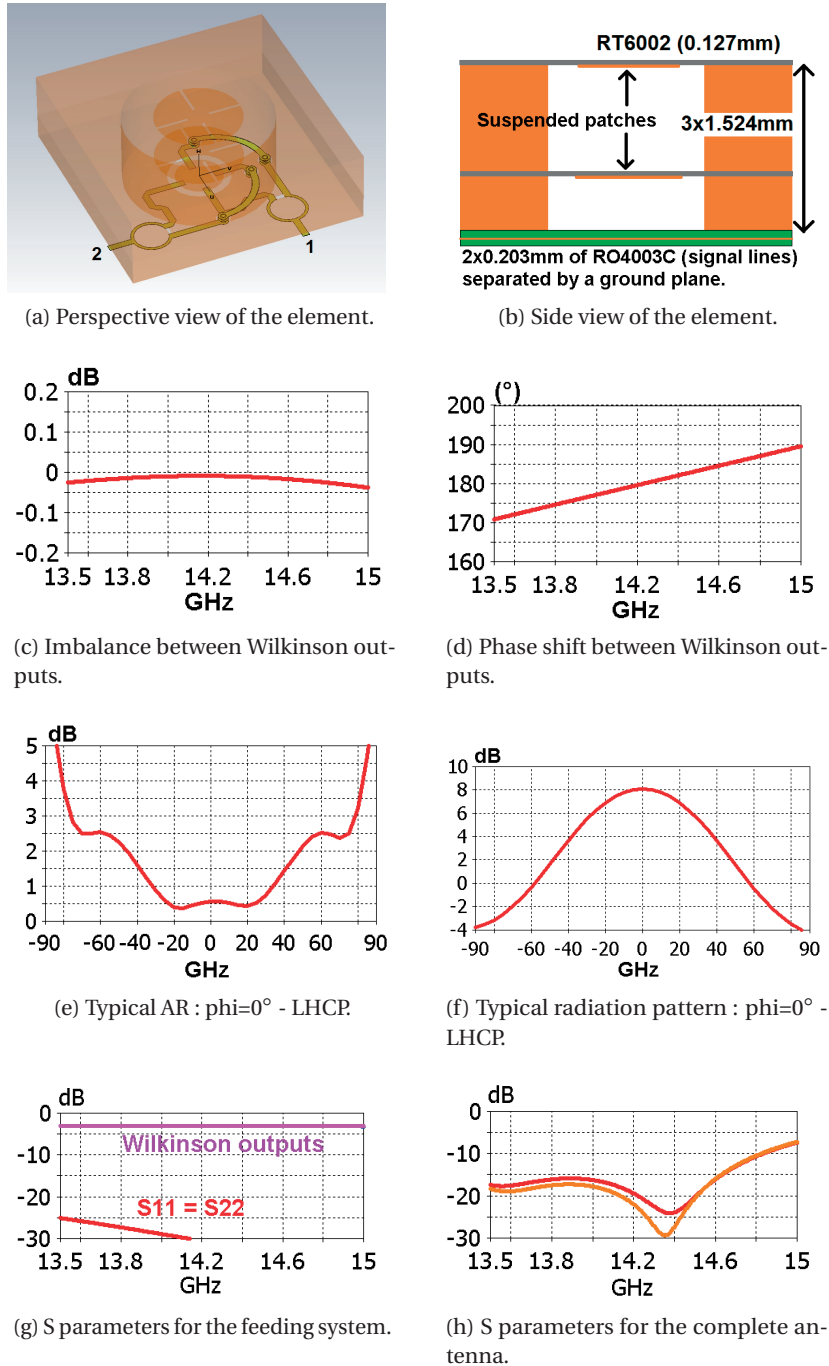 2
1
H
V
U
(a) Perspective view of the element.
RT6002 (0.127mm)
Suspended patches
3x1.524mm
2x0.203mm of RO4003C (signal lines)
separated by a ground plane.
(b) Side view of the element.
dB
0.2
0.1
0
-0.1
-0.2
13.5 13.8 14.2 14.6 15
GHz
(c) Imbalance between Wilkinson out-
puts.
(°)
200
190
180
170
160
13.5 13.8 14.2 14.6 15
GHz
(d) Phase shift between Wilkinson out-
puts.
dB
5
4
3
2
1
0
-90 -60 -40 -20 0 20 40 60 90
GHz
(e) Typical AR : phi=0° - LHCP.
dB
10
8
6
4
2
0
-2
-4
-90 -60 -40 -20 0 20 40 60 90
GHz
(f) Typical radiation pattern : phi=0° -
LHCP.
dB
0
-10
-20
-30
Wilkinson outputs
S11 = S22
13.5 13.8 14.2 14.6 15
GHz
(g) S parameters for the feeding system.
dB
0
-10
-20
-30
13.5 13.8 14.2 14.6 15
GHz
(h) S parameters for the complete an-
tenna.